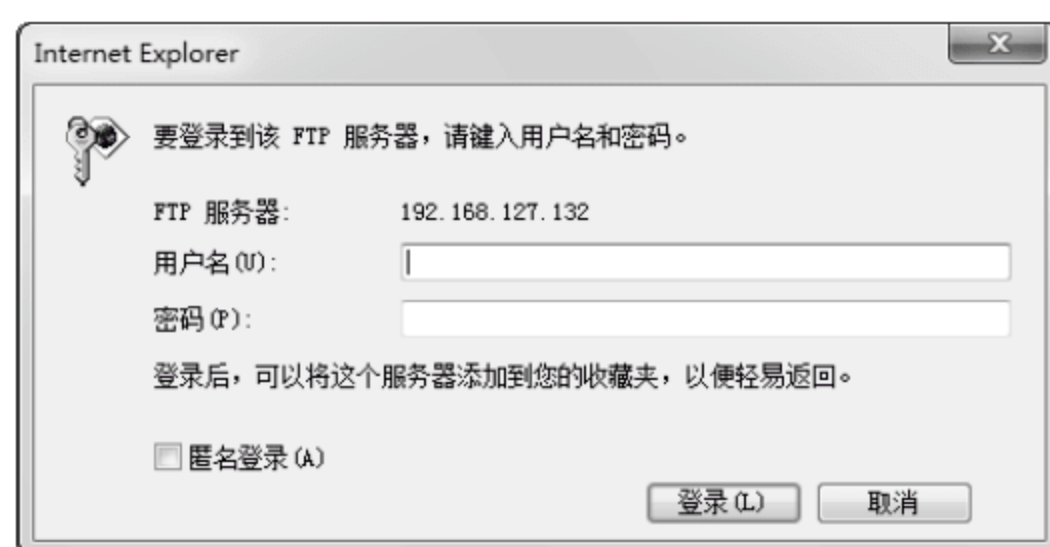 Internet Explorer
要登录到该 FTP 服务器，请键入用户名和密码。
FTP 服务器: 192.168.127.132
用户名(U):
密码(P):
登录后，可以将这个服务器添加到您的收藏夹，以便轻易返回。
匿名登录(A)
登录(L) 取消